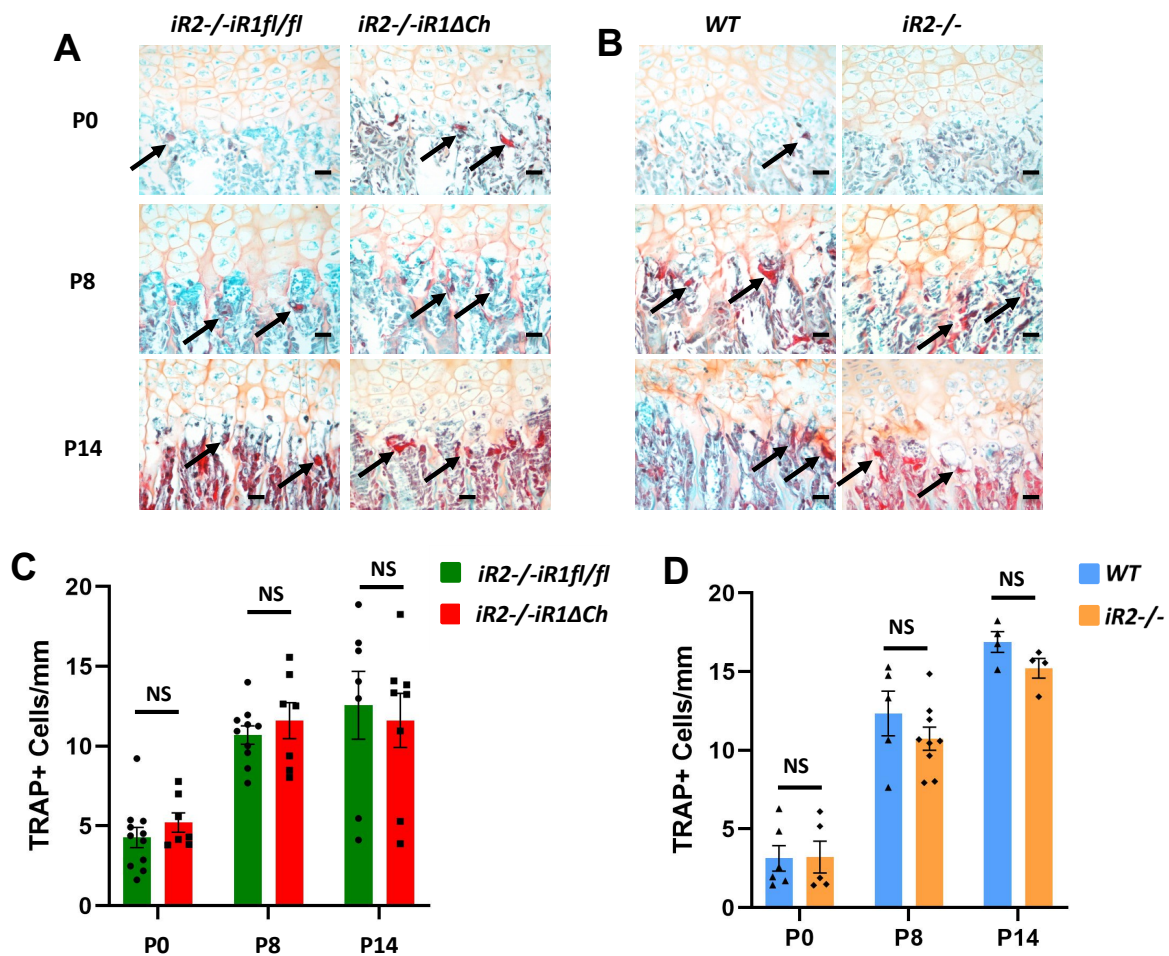 A
iR2-/-iR1fl/fl
iR2-/-iR1ΔCh
B
WT
iR2-/-
P0
P8
P14
C
TRAP+ Cells/mm
20
15
10
5
0
NS
NS
NS
P0
P8
P14
iR2-/-iR1fl/fl
iR2-/-iR1ΔCh
D
TRAP+ Cells/mm
20
15
10
5
0
NS
NS
NS
P0
P8
P14
WT
iR2-/-